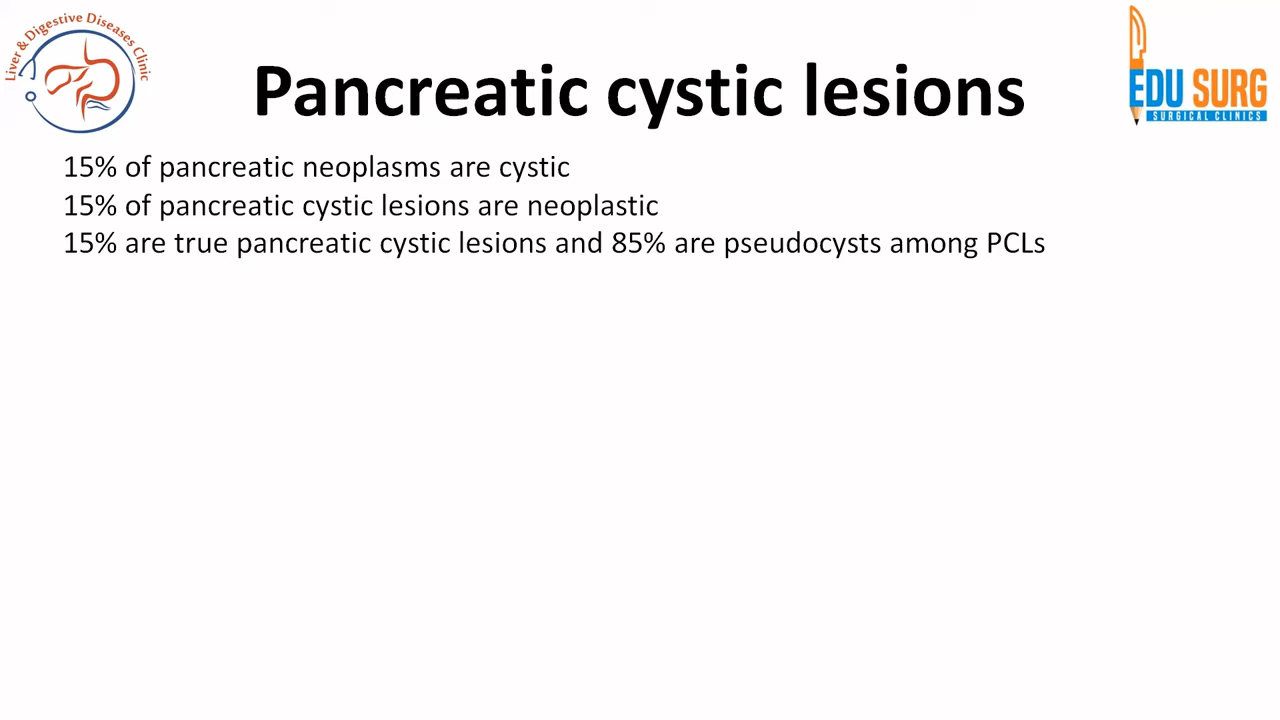 Liver & Digestive Diseases Clinic
Pancreatic cystic lesions
EDU SURG
SURGICAL CLINICS
15% of pancreatic neoplasms are cystic
15% of pancreatic cystic lesions are neoplastic
15% are true pancreatic cystic lesions and 85% are pseudocysts among PCLs